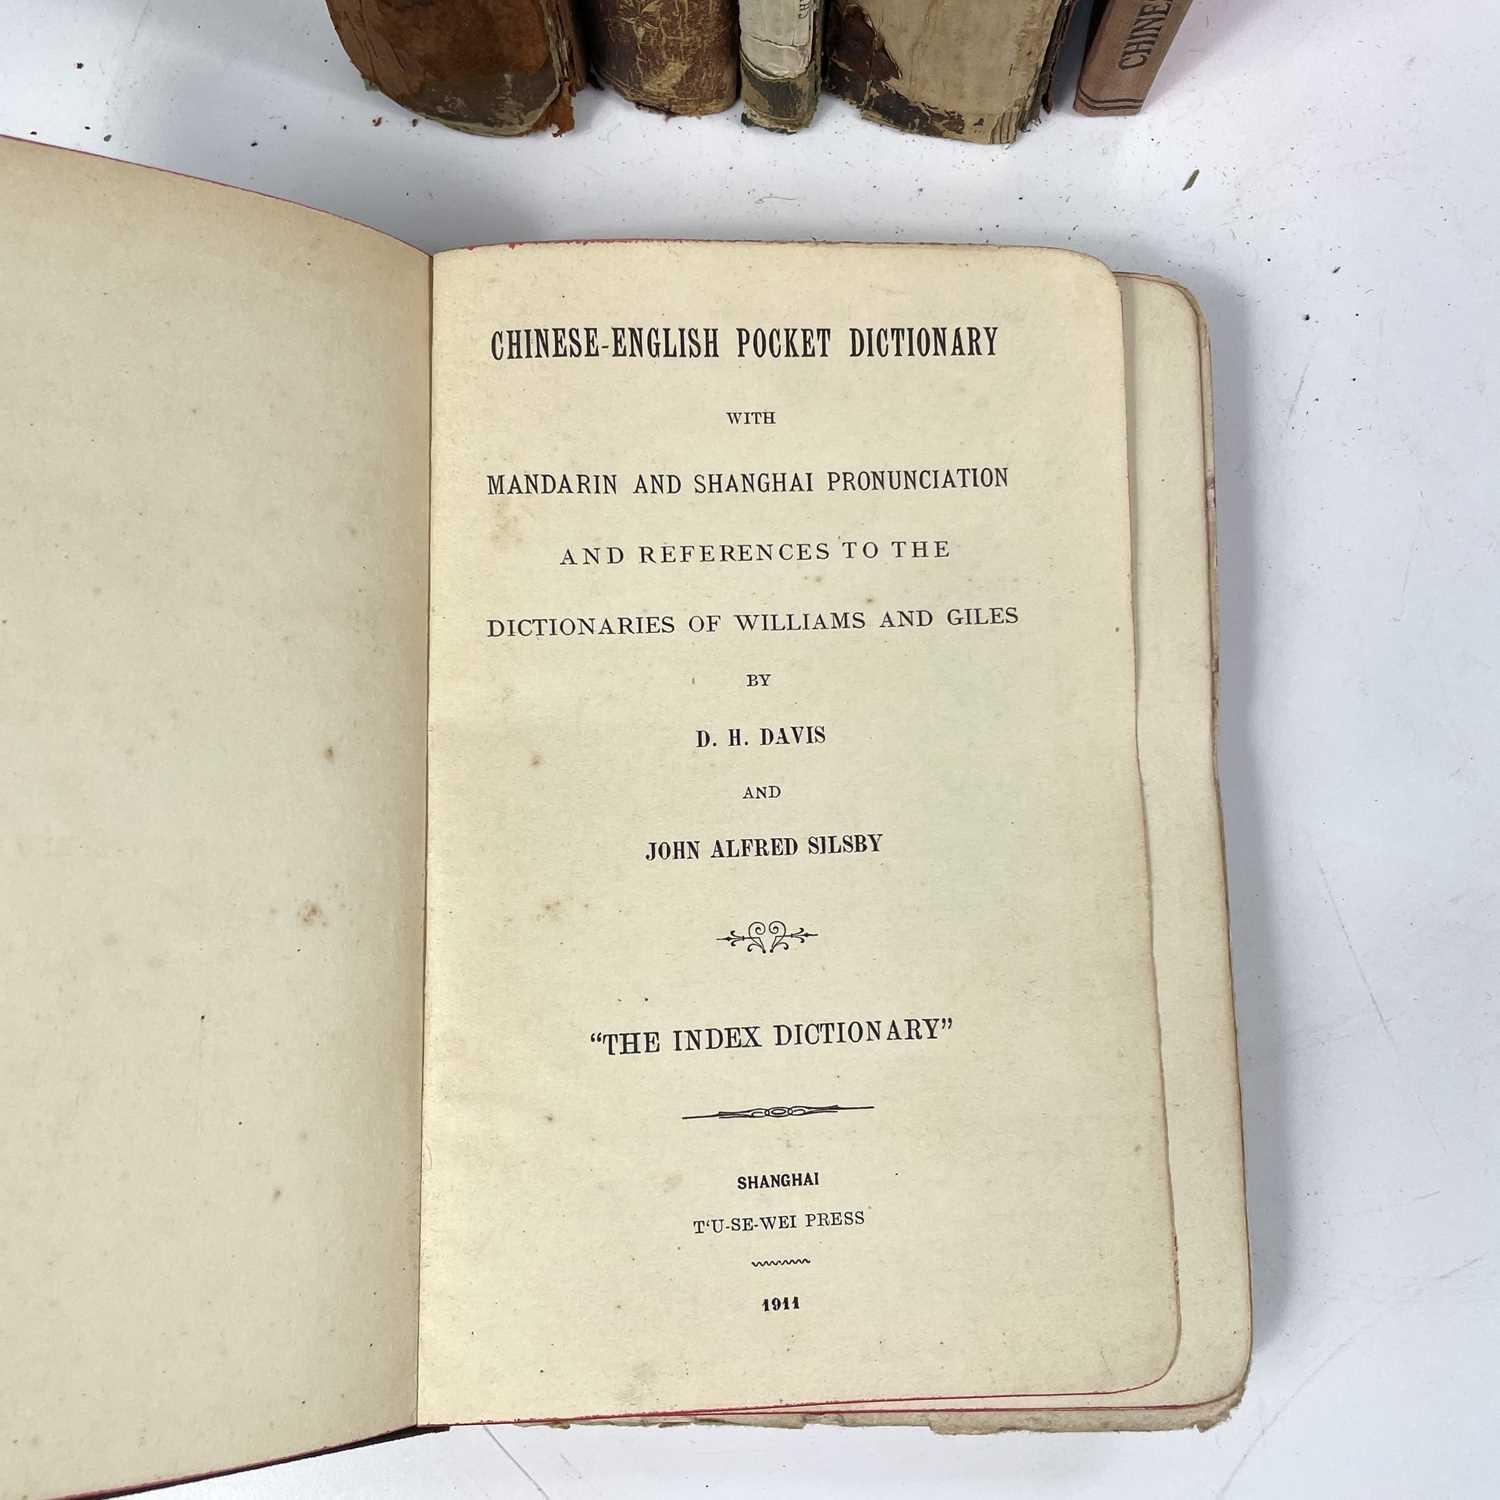 CHINE
CHINESE-ENGLISH POCKET DICTIONARY
WITH
MANDARIN AND SHANGHAI PRONUNCIATION
AND REFERENCES TO THE
DICTIONARIES OF WILLIAMS AND GILES
BY
D. H. DAVIS
AND
JOHN ALFRED SILSBY
"THE INDEX DICTIONARY"
SHANGHAI
T'U-SE-WEI PRESS
1911